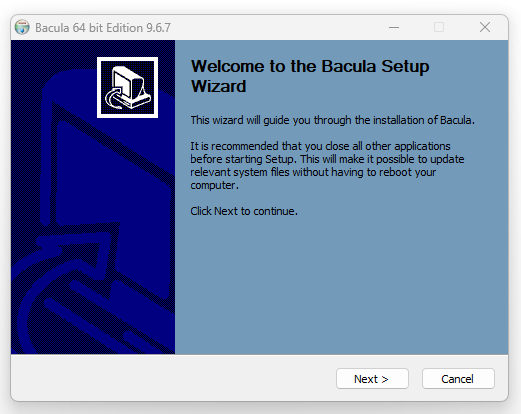 Bacula 64 bit Edition 9.6.7
Welcome to the Bacula Setup
Wizard
This wizard will guide you through the installation of Bacula.
It is recommended that you close all other applications
before starting Setup. This will make it possible to update
relevant system files without having to reboot your
computer.
Click Next to continue.
Next >
Cancel